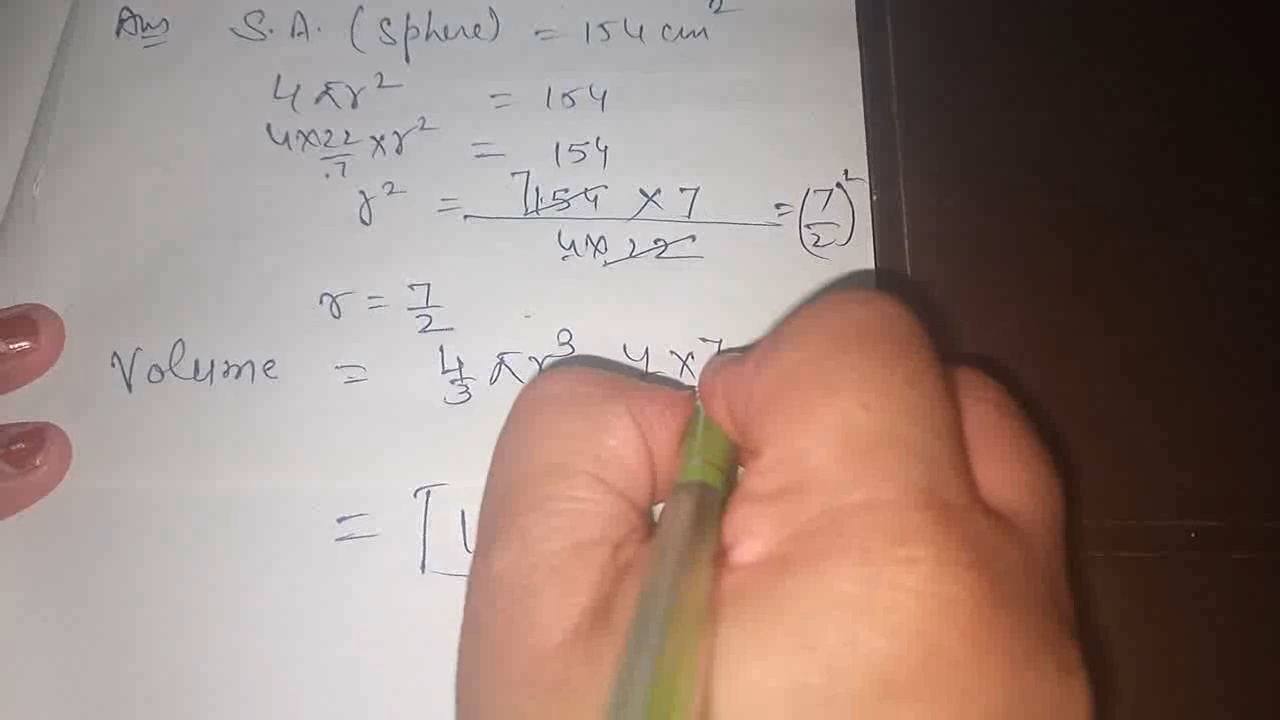 Ans S.A. (Sphere) = 154 cm²
4πr² = 154
4×22/7 ×r² = 154
r² = 7 154 × 7 / 4×22 = (7/2)²
r = 7/2
Volume = 4/3 πr³ 4×7
=